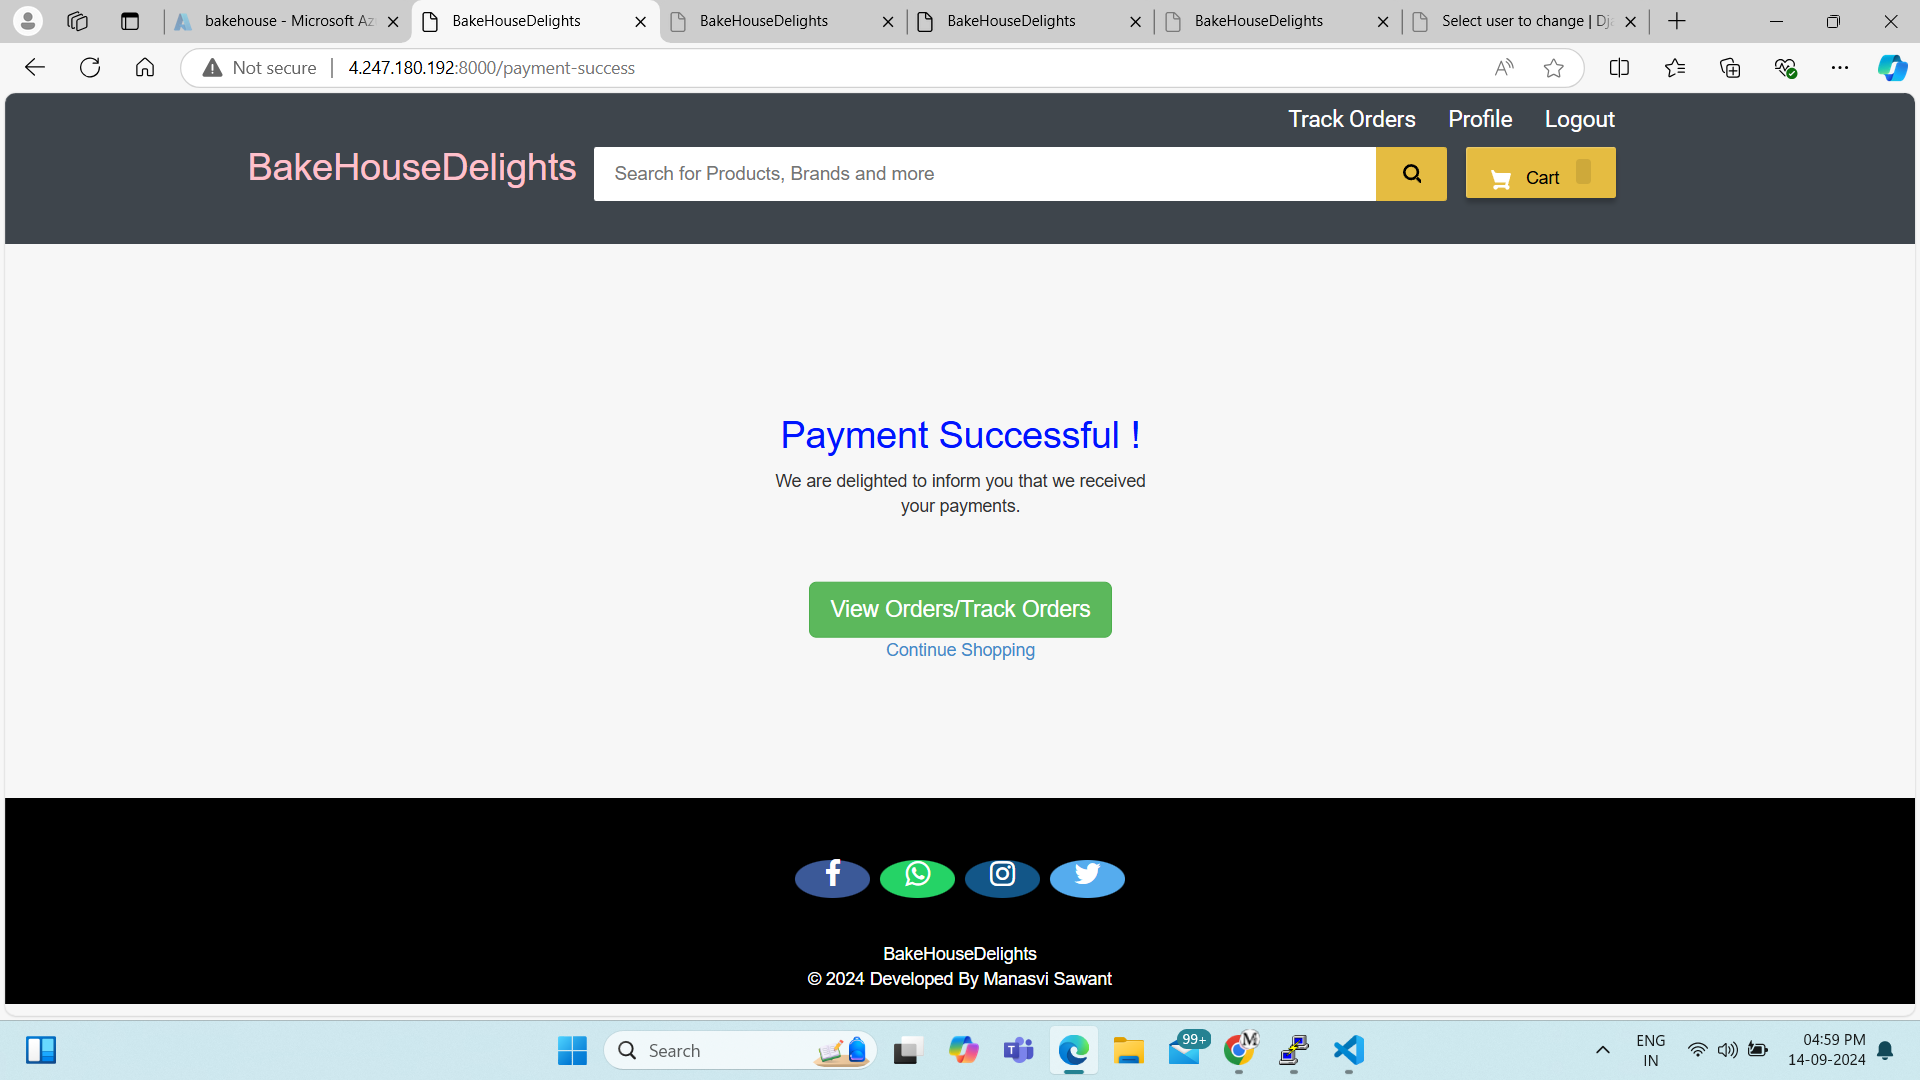 bakehouse - Microsoft Az
BakeHouseDelights
BakeHouseDelights
BakeHouseDelights
BakeHouseDelights
Select user to change | Dja
Not secure
4.247.180.192:8000/payment-success
Track Orders
Profile
Logout
BakeHouseDelights
Search for Products, Brands and more
Cart
Payment Successful !
We are delighted to inform you that we received
your payments.
View Orders/Track Orders
Continue Shopping
BakeHouseDelights
© 2024 Developed By Manasvi Sawant
Search
99+
M
ENG
IN
04:59 PM
14-09-2024